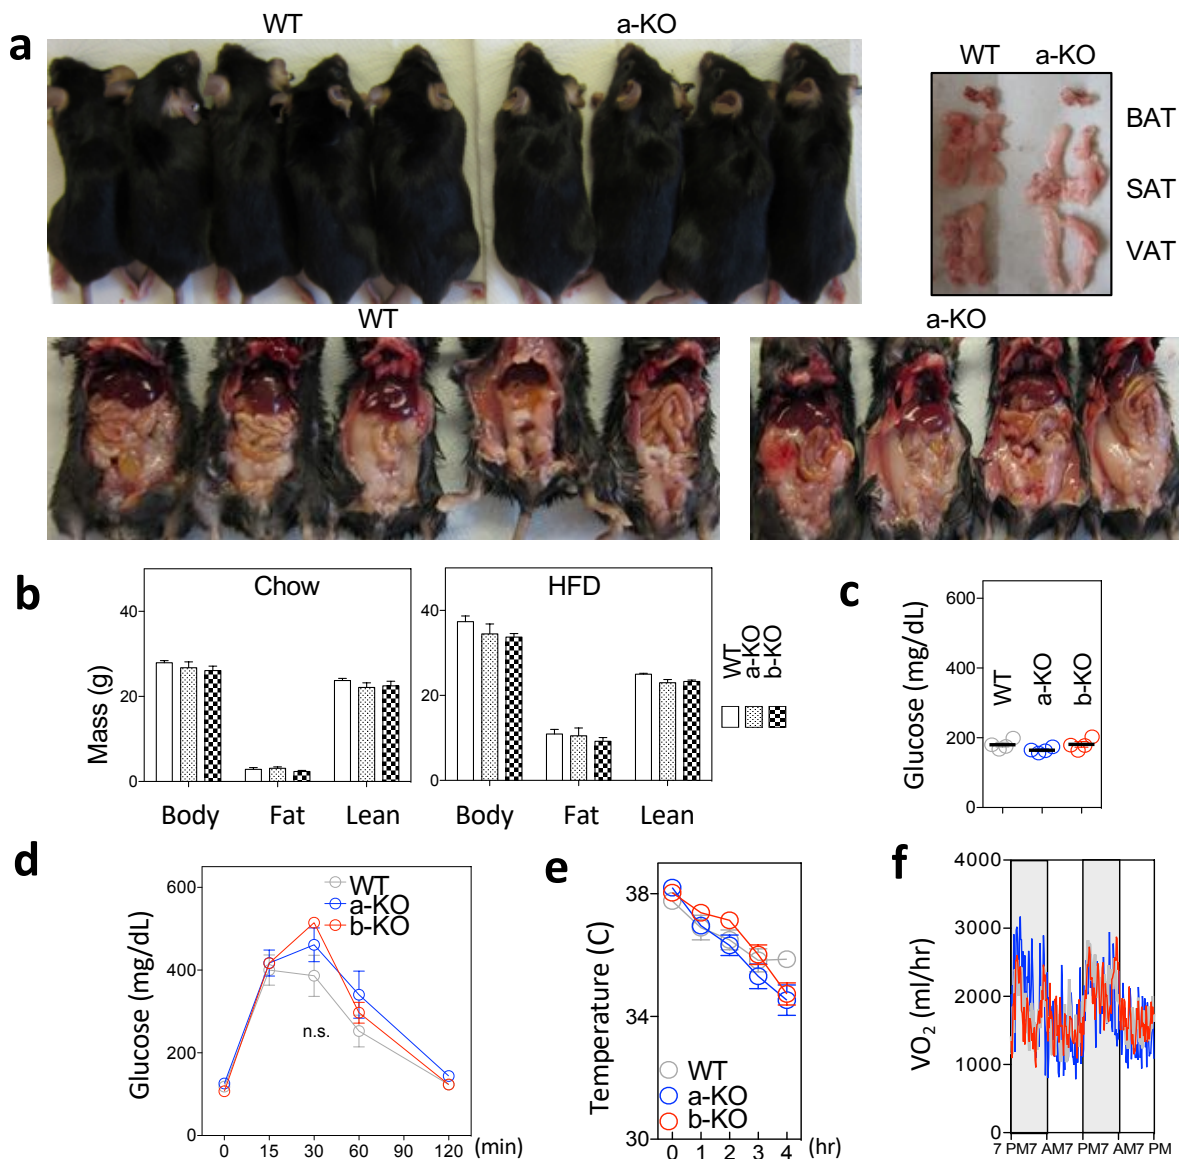 a
WT
a-KO
WT
a-KO
BAT
SAT
VAT
WT
a-KO
b
Chow
HFD
Mass (g)
40
20
0
40
20
0
Body
Fat
Lean
Body
Fat
Lean
WT
a-KO
b-KO
c
Glucose (mg/dL)
600
400
200
0
WT
a-KO
b-KO
d
Glucose (mg/dL)
600
400
200
0
WT
a-KO
b-KO
n.s.
0
15
30
60
90
120
(min)
e
Temperature (C)
38
34
30
WT
a-KO
b-KO
0
1
2
3
4
(hr)
f
VO2 (ml/hr)
4000
3000
2000
1000
0
7 PM7 AM7 PM7 AM7 PM